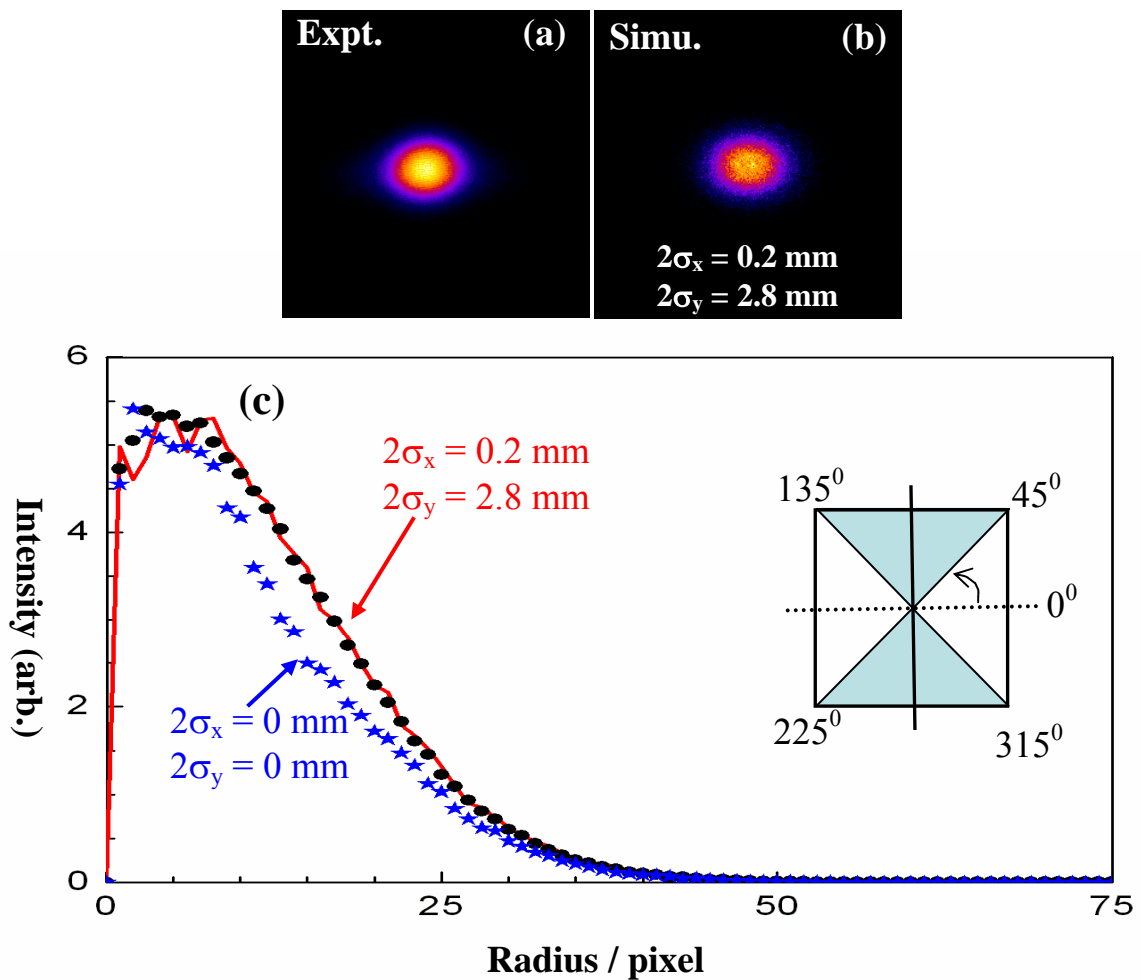 Expt. (a)
Simu. (b)
2σx = 0.2 mm
2σy = 2.8 mm
6
4
2
0
(c)
2σx = 0.2 mm
2σy = 2.8 mm
2σx = 0 mm
2σy = 0 mm
135⁰
45⁰
0⁰
225⁰
315⁰
0
25
50
75
Intensity (arb.)
Radius / pixel